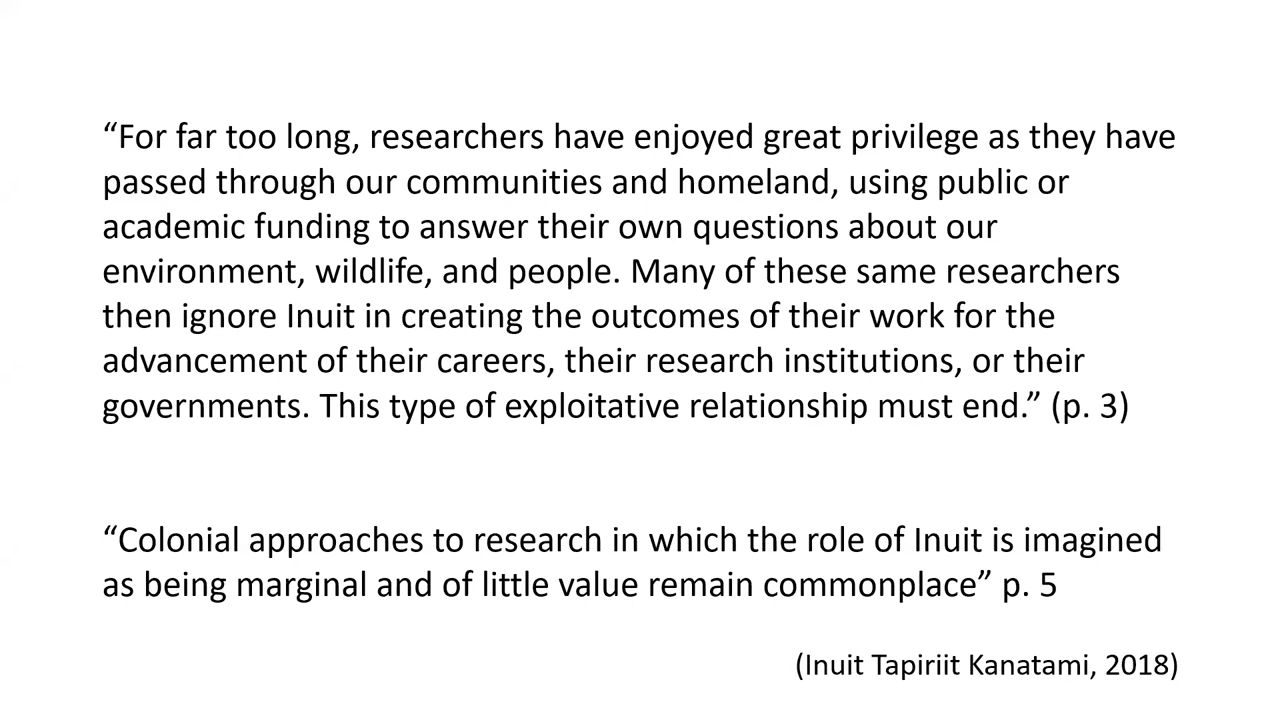 “For far too long, researchers have enjoyed great privilege as they have
passed through our communities and homeland, using public or
academic funding to answer their own questions about our
environment, wildlife, and people. Many of these same researchers
then ignore Inuit in creating the outcomes of their work for the
advancement of their careers, their research institutions, or their
governments. This type of exploitative relationship must end.” (p. 3)
“Colonial approaches to research in which the role of Inuit is imagined
as being marginal and of little value remain commonplace” p. 5
(Inuit Tapiriit Kanatami, 2018)